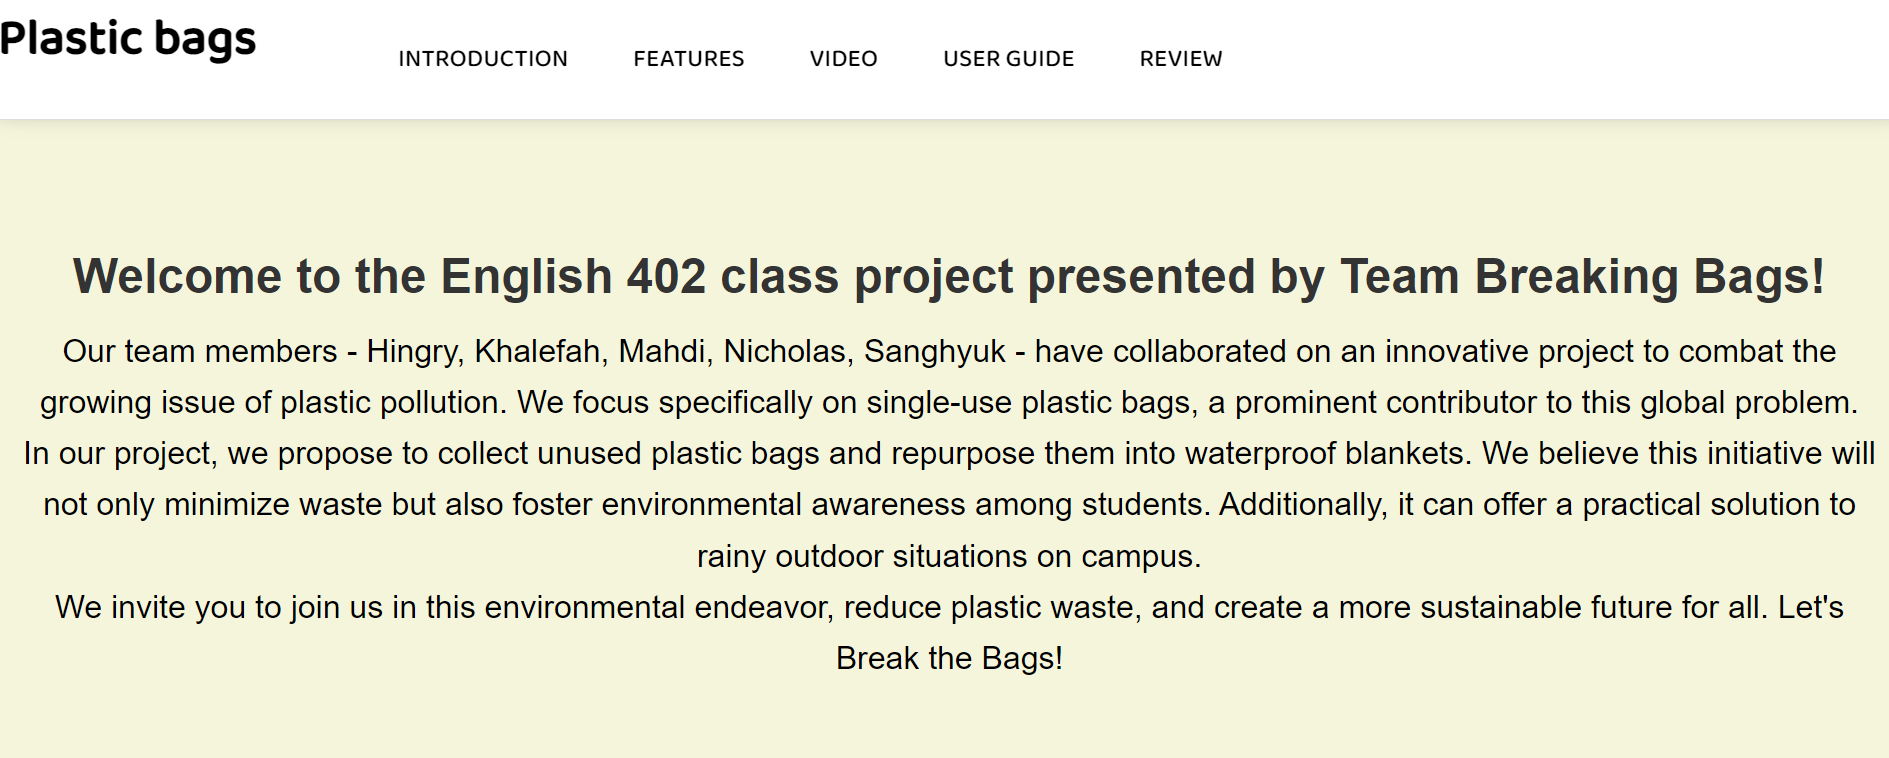 Plastic bags
INTRODUCTION FEATURES VIDEO USER GUIDE REVIEW
Welcome to the English 402 class project presented by Team Breaking Bags!
Our team members - Hingry, Khalefah, Mahdi, Nicholas, Sanghyuk - have collaborated on an innovative project to combat the
growing issue of plastic pollution. We focus specifically on single-use plastic bags, a prominent contributor to this global problem.
In our project, we propose to collect unused plastic bags and repurpose them into waterproof blankets. We believe this initiative will
not only minimize waste but also foster environmental awareness among students. Additionally, it can offer a practical solution to
rainy outdoor situations on campus.
We invite you to join us in this environmental endeavor, reduce plastic waste, and create a more sustainable future for all. Let's
Break the Bags!